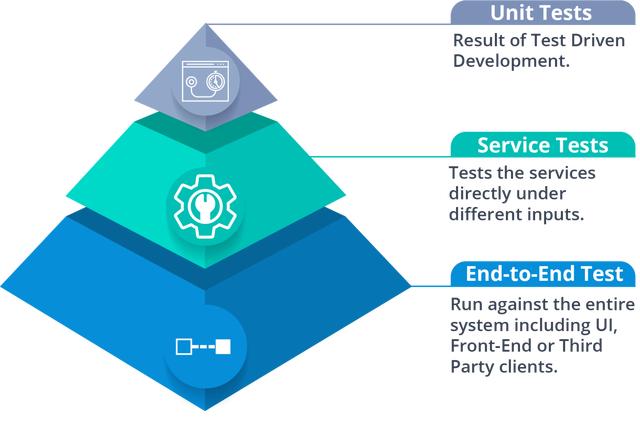 Unit Tests
Result of Test Driven
Development.
Service Tests
Tests the services
directly under
different inputs.
End-to-End Test
Run against the entire
system including UI,
Front-End or Third
Party clients.